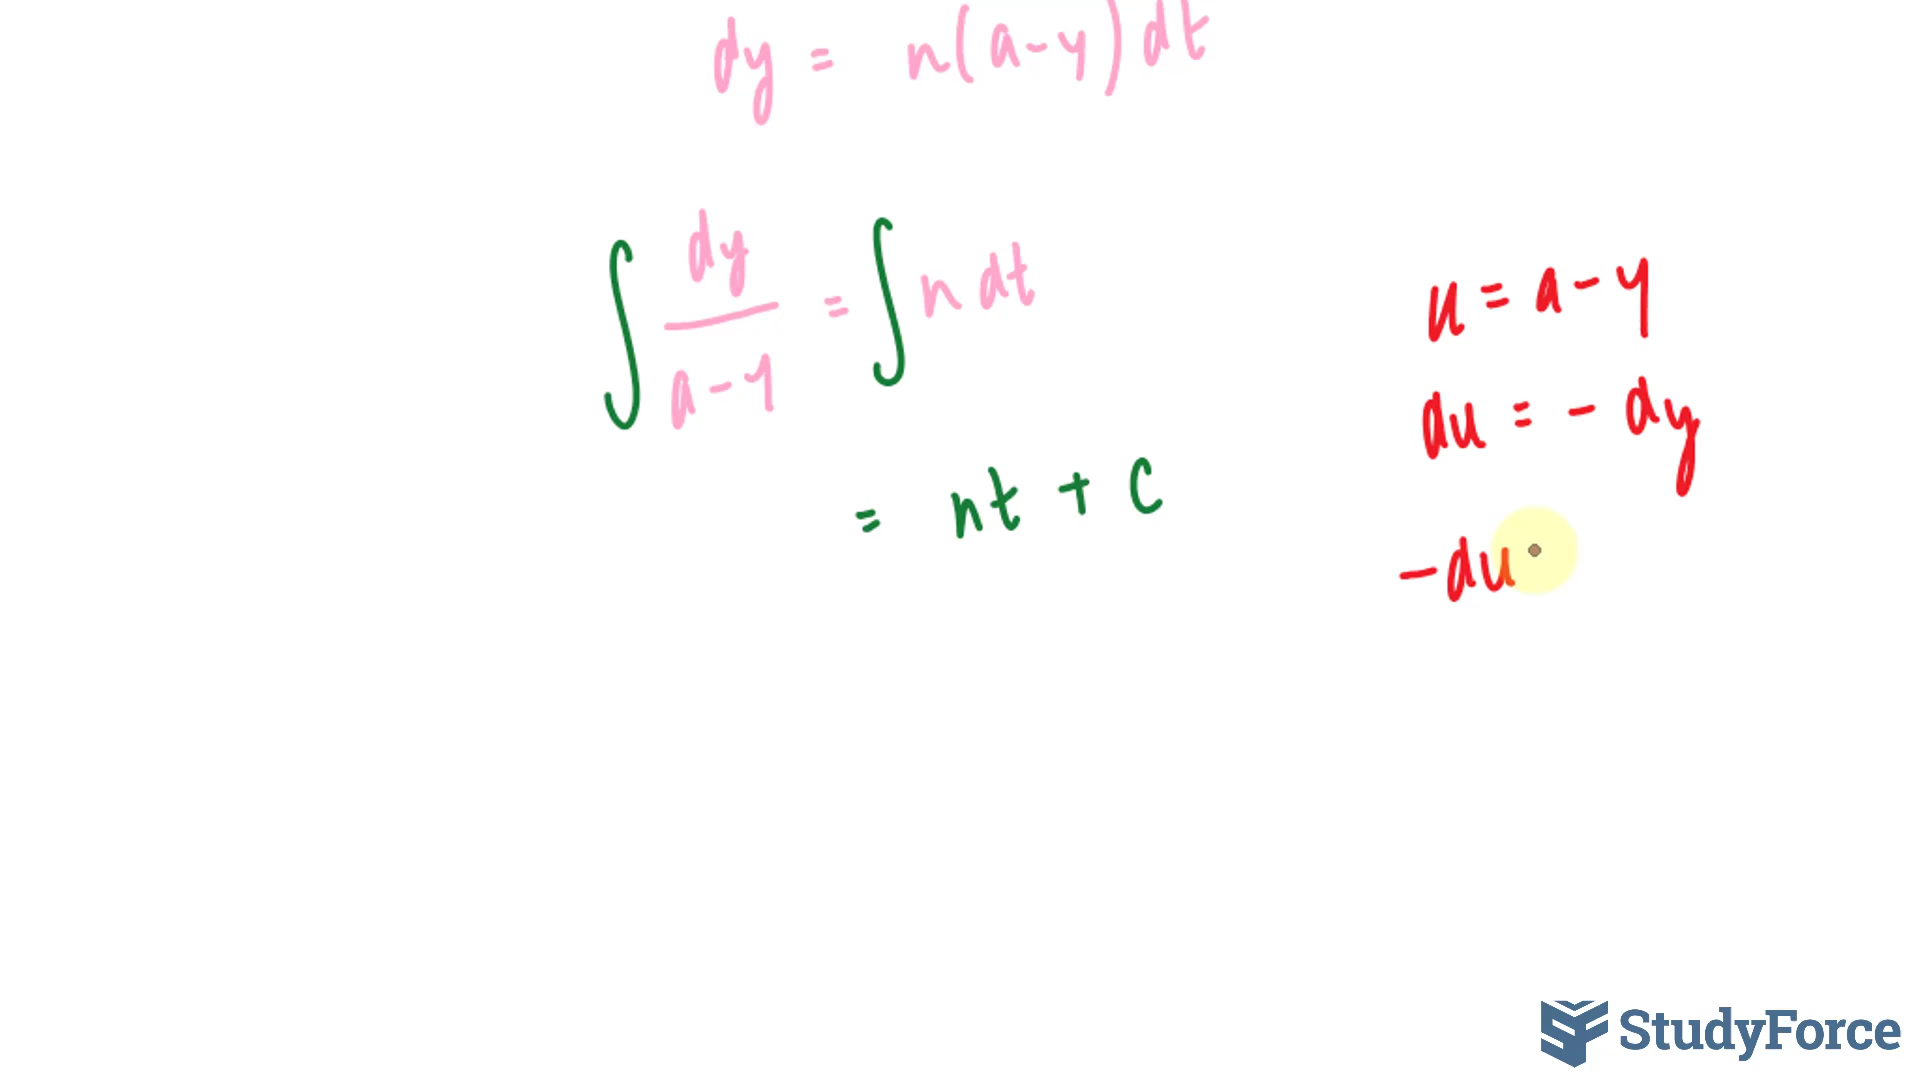 dy = n(a-y) dt
∫ dy/(a-y) = ∫ n dt
= nt + C
u = a - y
du = - dy
-du
StudyForce